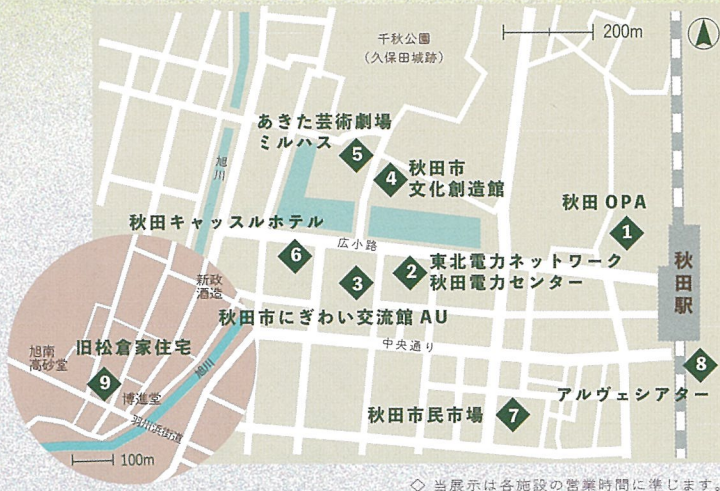 千秋公園
(久保田城跡)
200m
あきた芸術劇場
ミルハス
5
4
秋田市
文化創造館
旭川
秋田 OPA
1
秋田キャッスルホテル
6
広小路
3
2
東北電力ネットワーク
秋田電力センター
秋田駅
新政
酒造
秋田市にぎわい交流館 AU
中央通り
旧松倉家住宅
旭南
高砂堂
旭川
9
博進堂
羽州浜街道
100m
8
アルヴェシアター
秋田市民市場
7
◇ 当展示は各施設の営業時間に準じます。